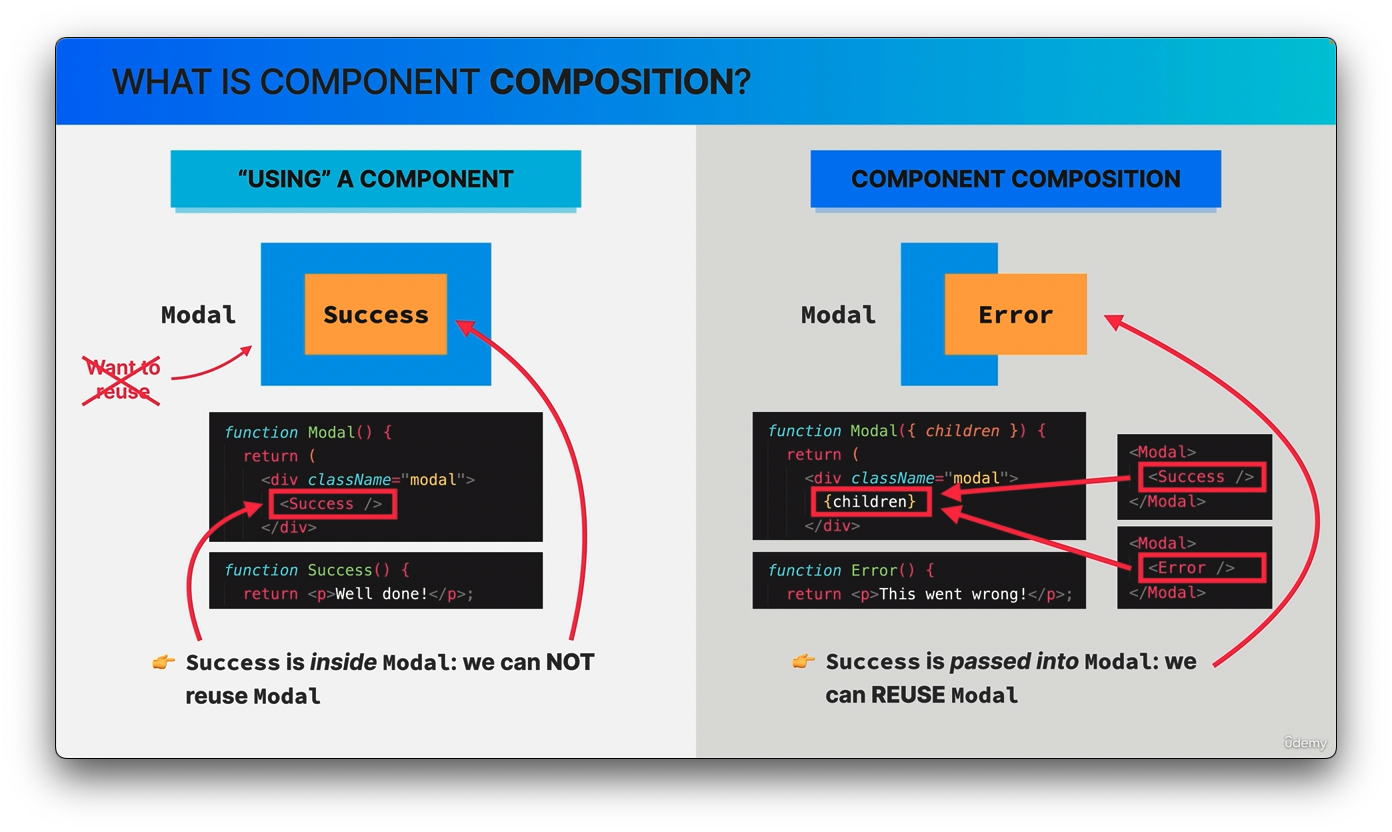 WHAT IS COMPONENT COMPOSITION?
“USING” A COMPONENT
Modal
Success
Want to
reuse
function Modal() {
return (
<div className="modal">
<Success />
</div>
function Success() {
return <p>Well done!</p>;
👉 Success is inside Modal: we can NOT
reuse Modal
COMPONENT COMPOSITION
Modal
Error
function Modal({ children }) {
return (
<div className="modal">
{children}
</div>
function Error() {
return <p>This went wrong!</p>;
<Modal>
<Success />
</Modal>
<Modal>
<Error />
</Modal>
👉 Success is passed into Modal: we
can REUSE Modal
ûdemy